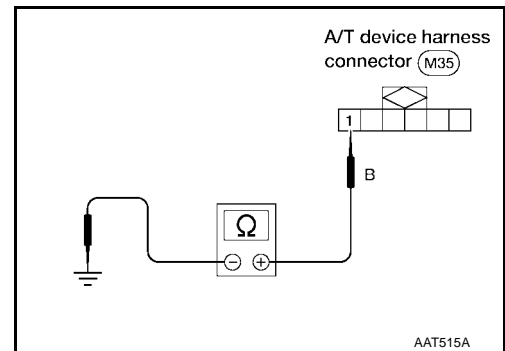 A/T device harness
connector M35
1
B
Ω
− +
AAT515A